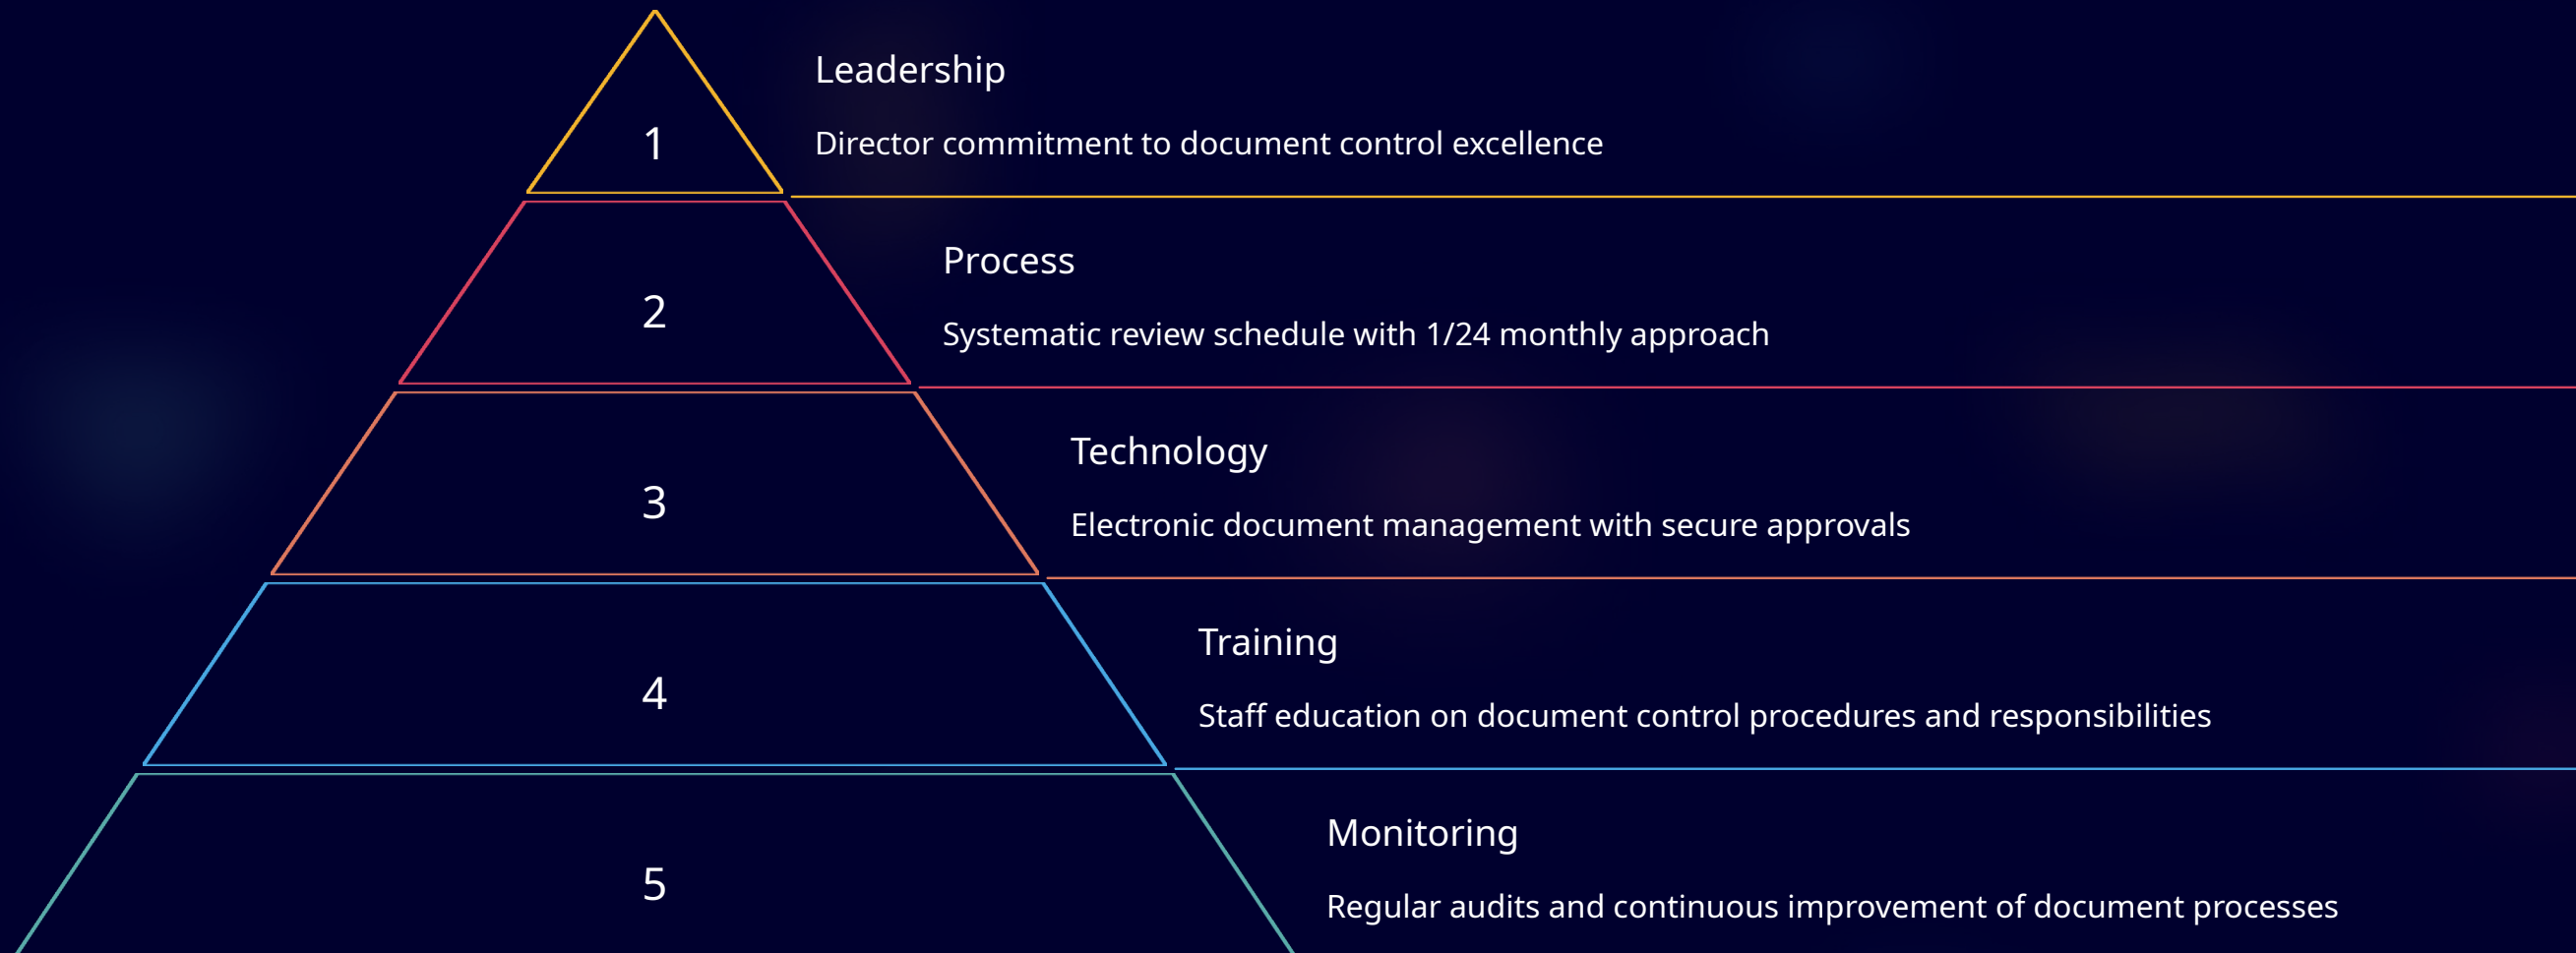 1
Leadership
Director commitment to document control excellence
2
Process
Systematic review schedule with 1/24 monthly approach
3
Technology
Electronic document management with secure approvals
4
Training
Staff education on document control procedures and responsibilities
5
Monitoring
Regular audits and continuous improvement of document processes